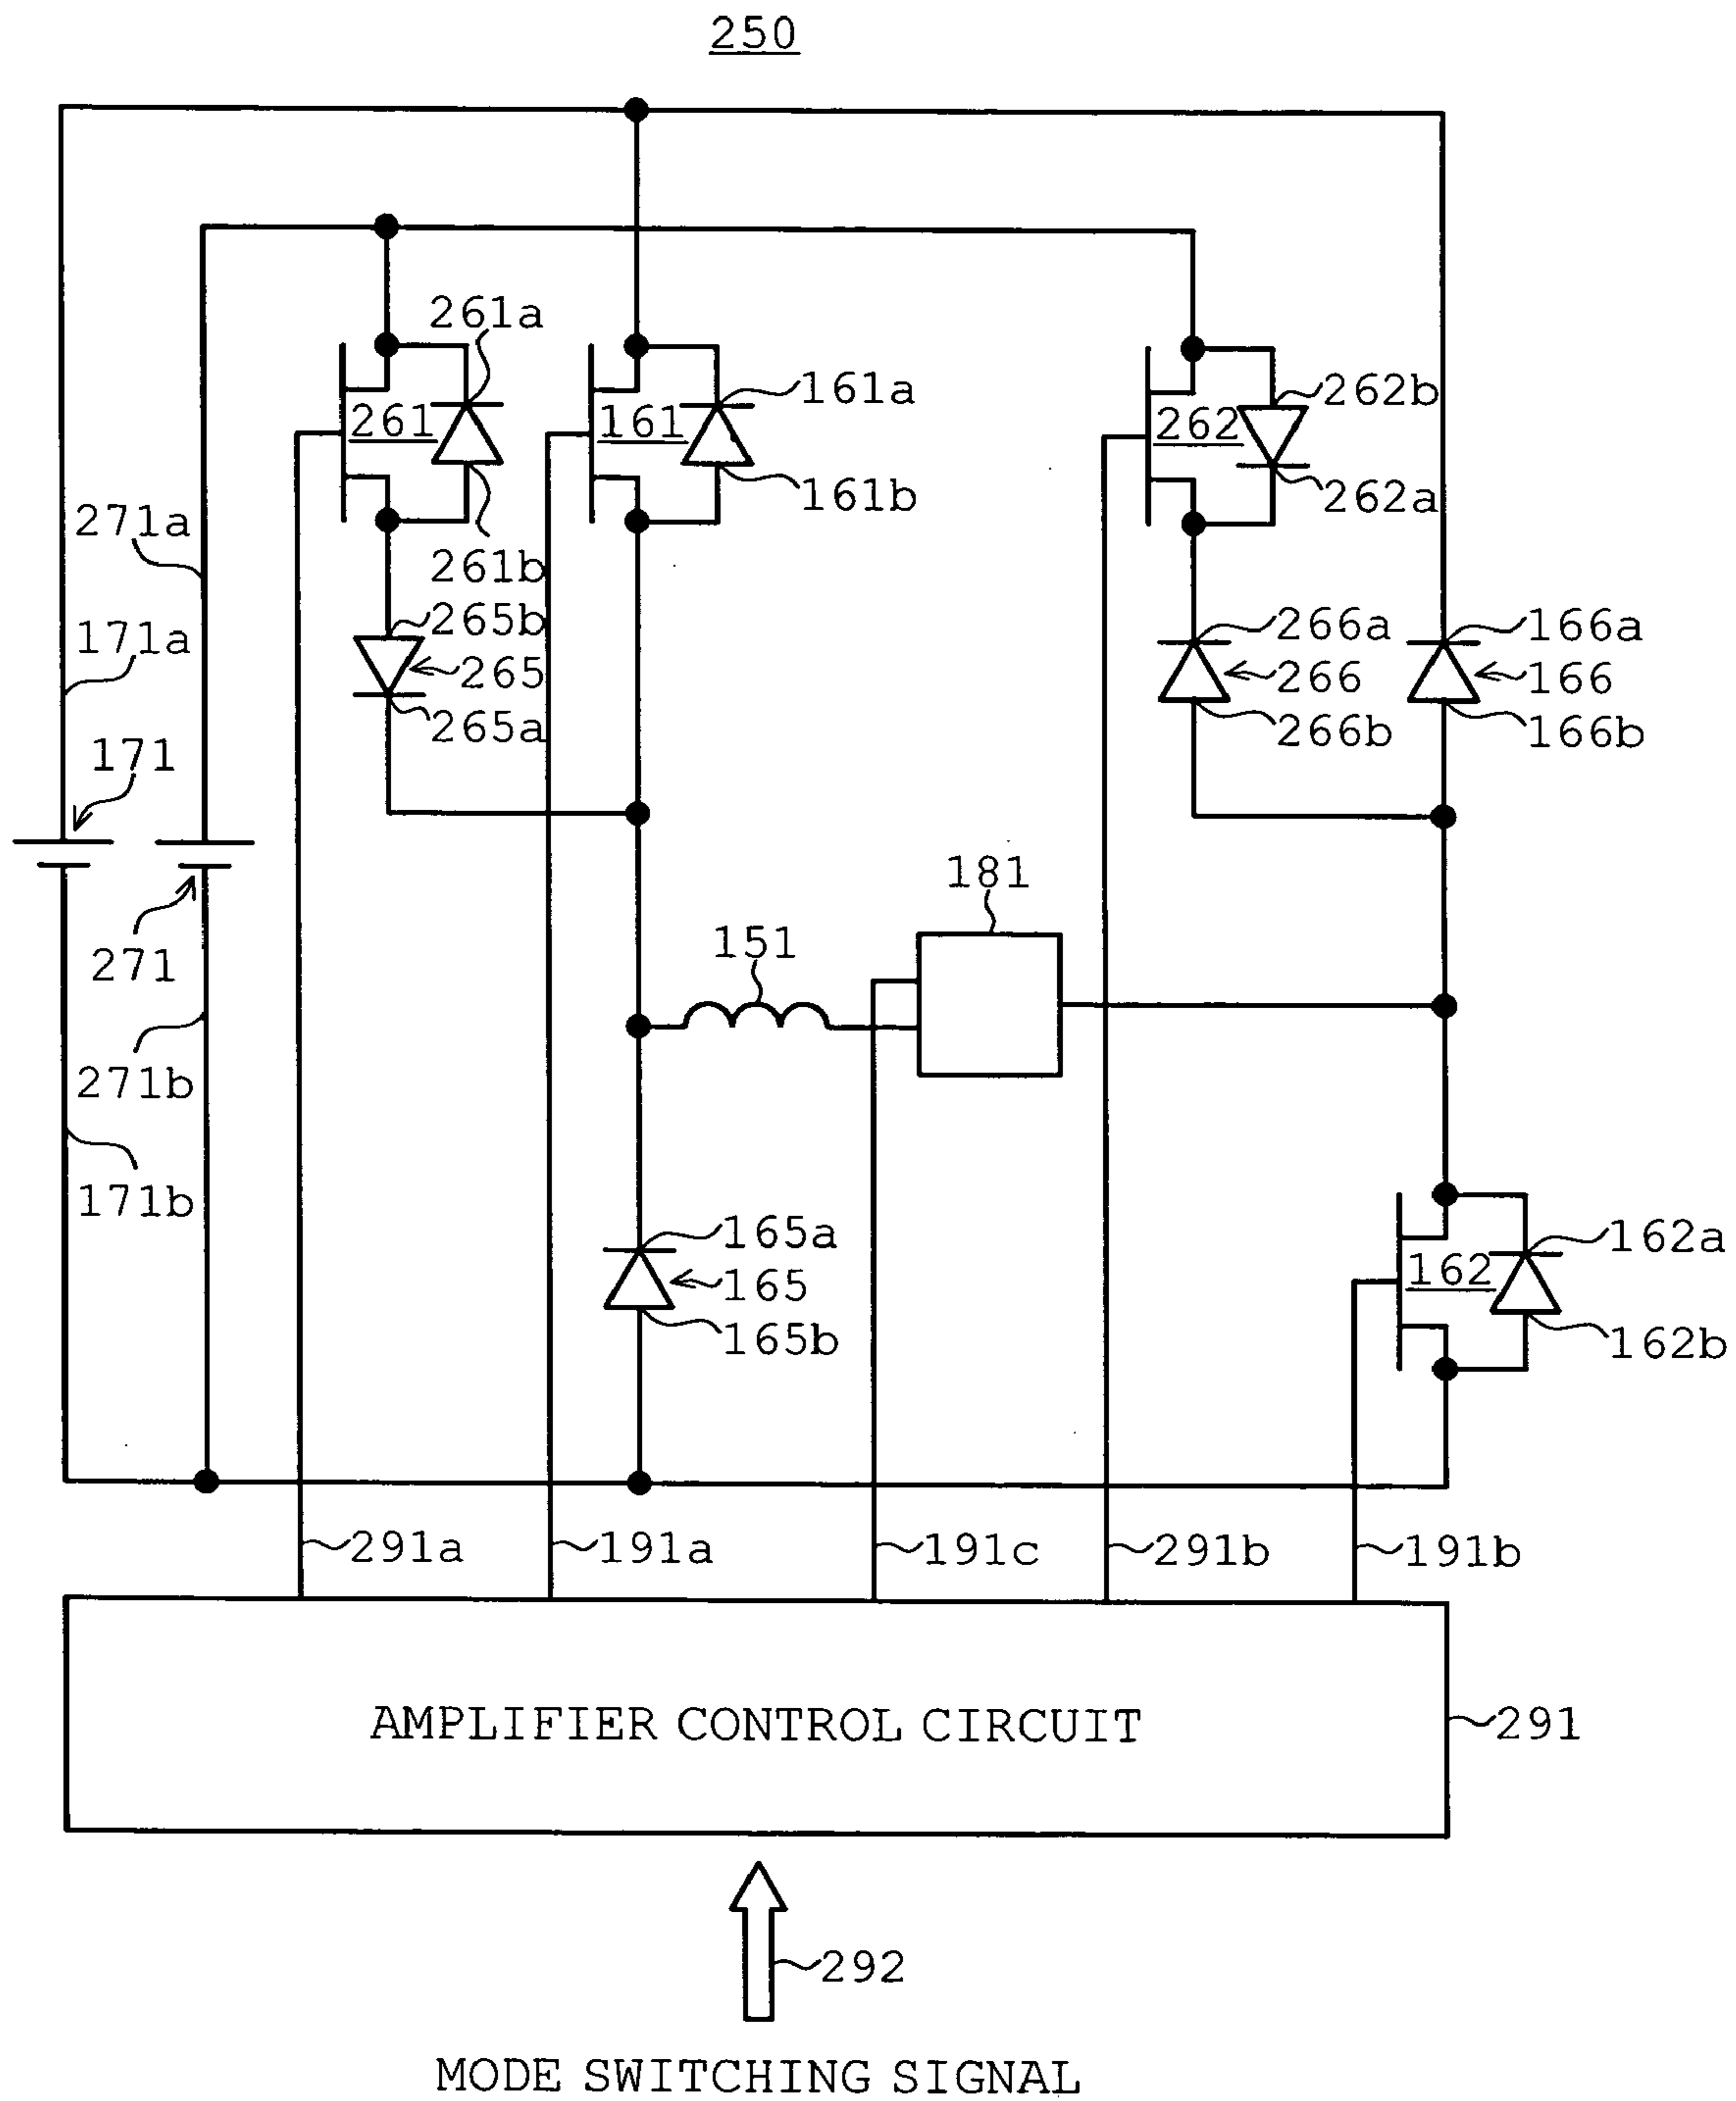 250
261a
161a
262b
261
161
262
271a
161b
262a
261b
265b
266a
166a
171a
265
266
166
265a
266b
166b
171
181
151
271
271b
171b
165a
162a
165
162
165b
162b
291a
191a
191c
291b
191b
AMPLIFIER CONTROL CIRCUIT
291
292
MODE SWITCHING SIGNAL